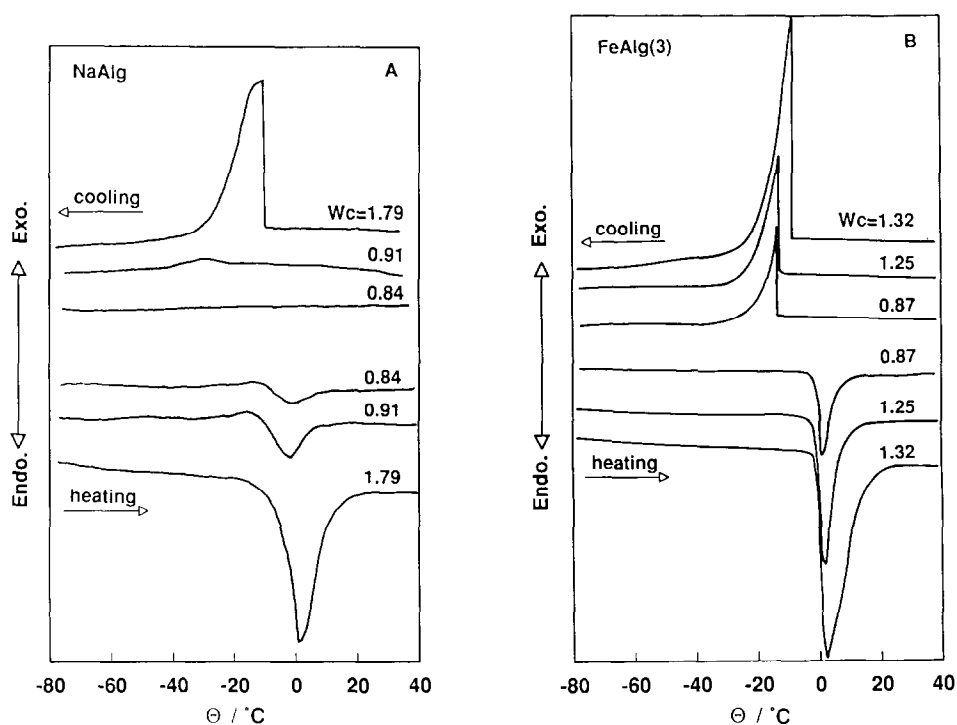 NaAlg
A
cooling
Wc=1.79
0.91
0.84
0.84
0.91
1.79
heating
Endo. Exo.
-80 -60 -40 -20 0 20 40
Θ / °C
FeAlg(3)
B
cooling
Wc=1.32
1.25
0.87
0.87
1.25
1.32
heating
Endo. Exo.
-80 -60 -40 -20 0 20 40
Θ / °C